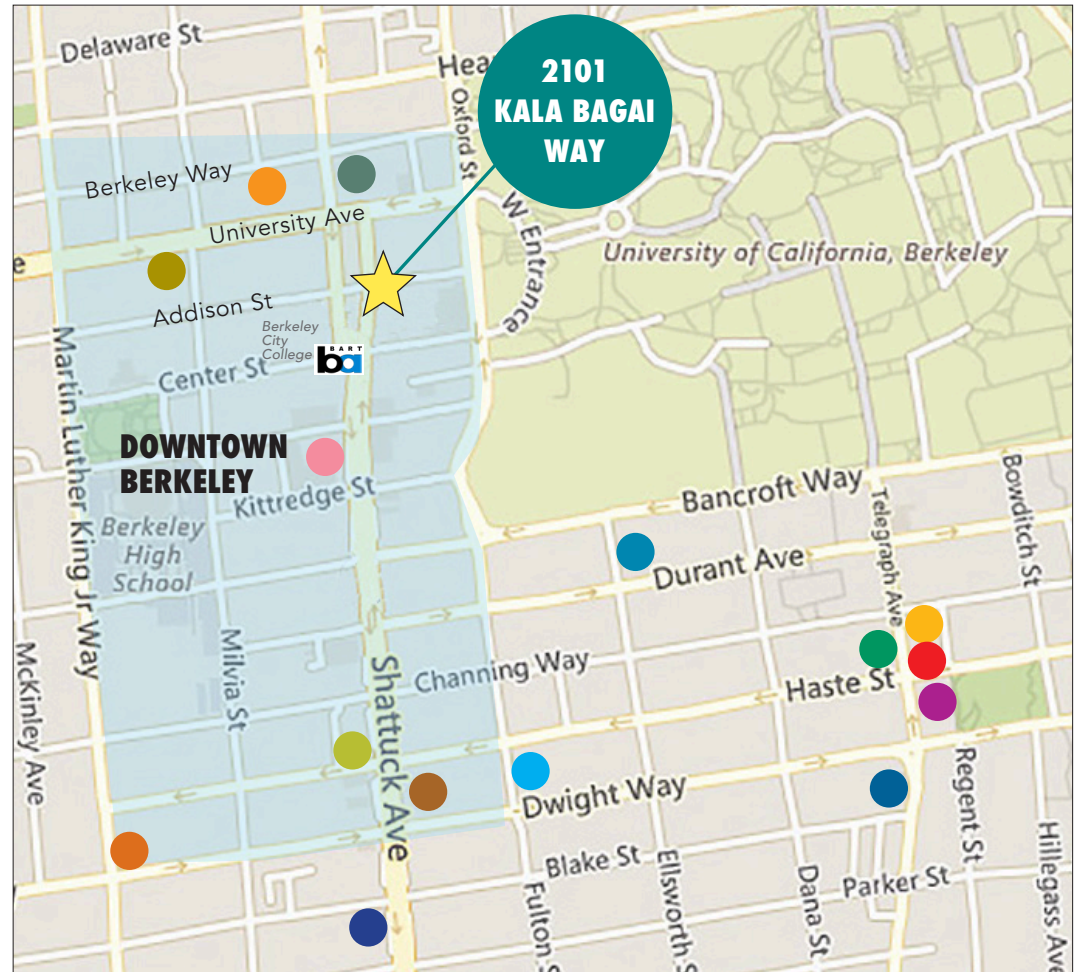 Delaware St
Hea
2101
KALA BAGAI
WAY
Oxford St
Berkeley Way
University Ave
W Entrance
University of California, Berkeley
e
Addison St
Berkeley
City
College
BART
ba
Center St
Martin Luther King Jr Way
DOWNTOWN
BERKELEY
Kittredge St
Berkeley
High
School
Bancroft Way
Telegraph Ave
Bowditch St
Durant Ave
McKinley Ave
Milvia St
Shattuck Ave
Channing Way
Haste St
Dwight Way
Regent St
Blake St
Parker St
Fulton S
Ellsworth S
Dana St
Hillegass Ave